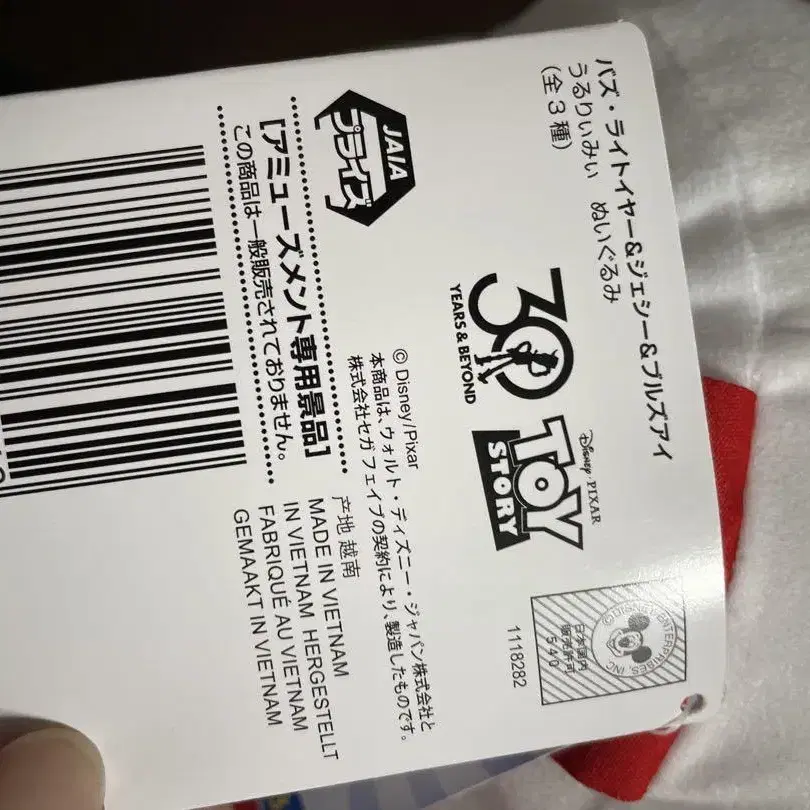 バズ・ライトイヤー&ジェシー&ブルズアイ
うるりぃみぃ ぬいぐるみ
(全3種)
30
YEARS & BEYOND
Disney・PIXAR
TOY
STORY
© DISNEY ENTERPRISES, INC
日本国内
販売許可
540
1118282
JAIA
プライズ
[アミューズメント専用景品]
この商品は一般販売されておりません。
© Disney/Pixar
本商品は、ウォルト・ディズニー・ジャパン株式会社と
株式会社セガ フェイブの契約により、製造したものです。
产地 越南
MADE IN VIETNAM
IN VIETNAM HERGESTELLT
FABRIQUÉ AU VIETNAM
GEMAAKT IN VIETNAM